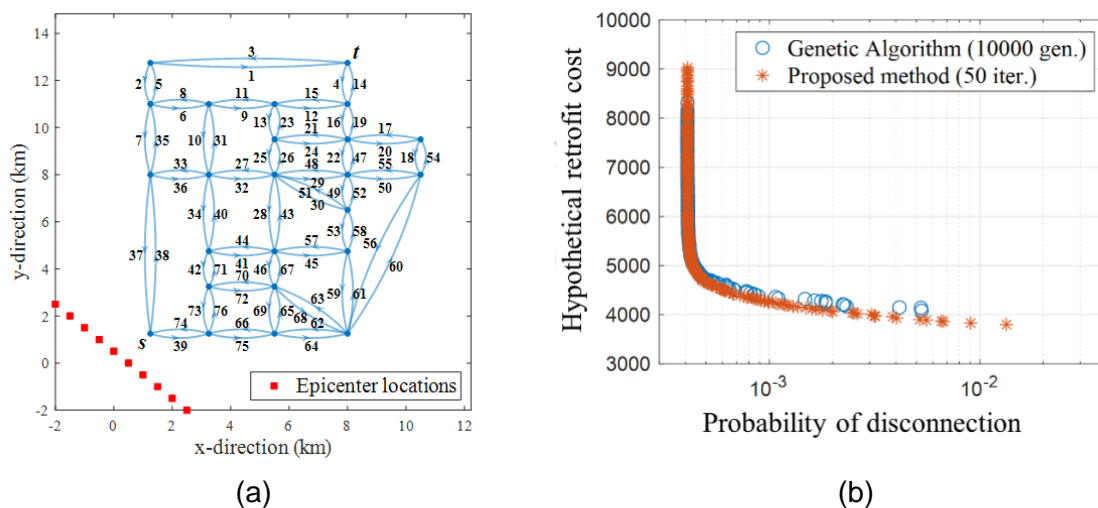 14
12
10
8
6
4
2
0
-2
y-direction (km)
-2 0 2 4 6 8 10 12
x-direction (km)
3
t
1
2 5 4 14
8 11 15
6 9 12
13 23 16 19
21 17
7 35 10 31
24 20
25 26 22 47 18 54
33 27 48 55
36 32 29 50
51 49 52
30
34 40 28 43
53 58 56
44 57
37 38 41 45 60
42 71 46 67
70
72 59 61
63
73 76 69 65
68
74 66 62
s
39 75 64
Epicenter locations
(a)
10000
9000
8000
7000
6000
5000
4000
3000
Hypothetical retrofit cost
Genetic Algorithm (10000 gen.)
Proposed method (50 iter.)
10-3 10-2
Probability of disconnection
(b)